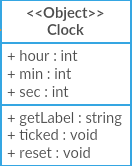 <<Object>>
Clock
+ hour : int
+ min : int
+ sec : int
+ getLabel : string
+ ticked : void
+ reset : void